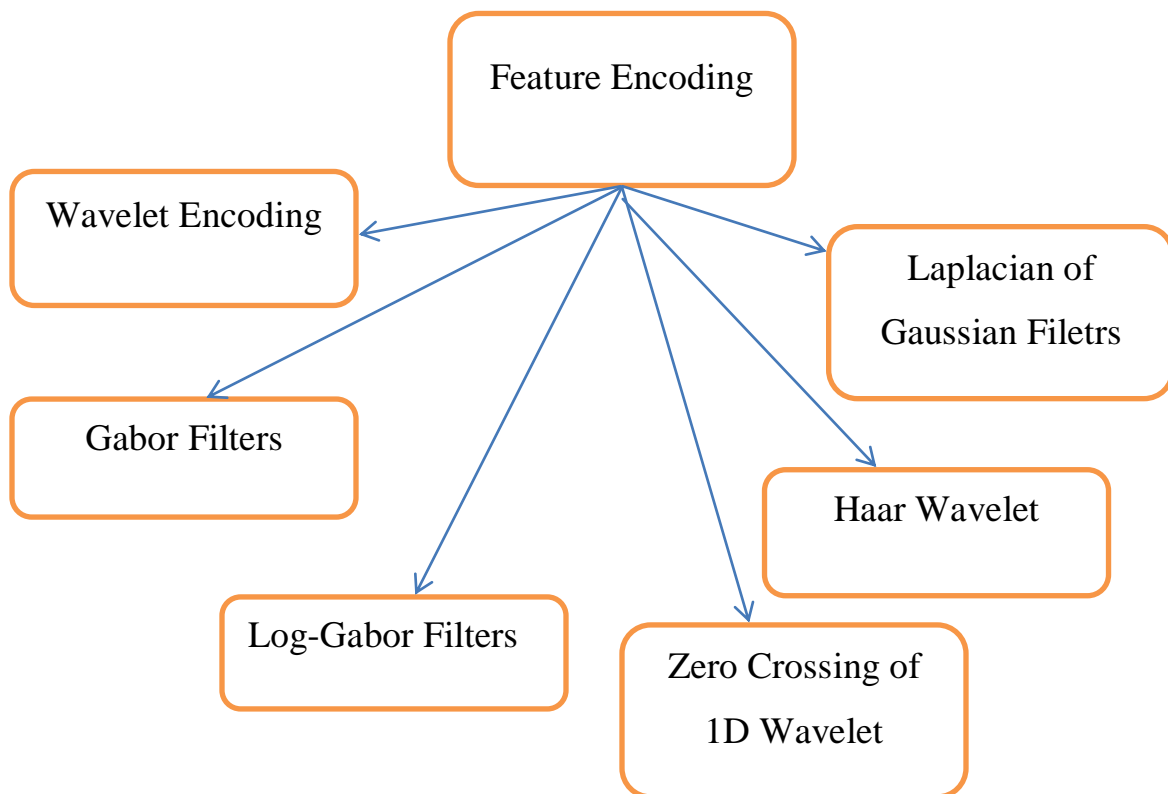 Feature Encoding
Wavelet Encoding
Laplacian of
Gaussian Filetrs
Gabor Filters
Haar Wavelet
Log-Gabor Filters
Zero Crossing of
1D Wavelet